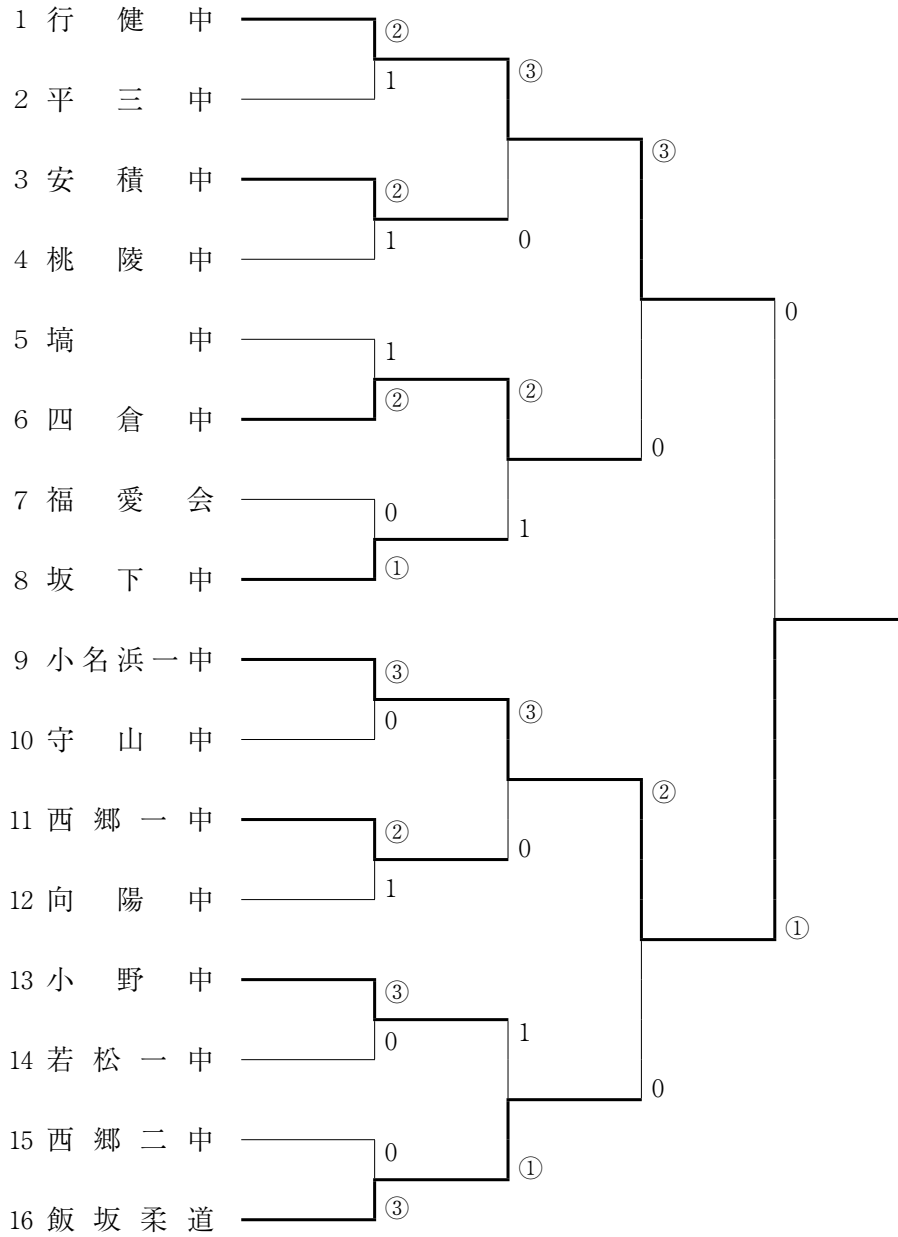 1 行健中
②
③
1
2 平三中
③
3 安積中
②
1
0
4 桃陵中
0
5 塙中
1
②
②
6 四倉中
0
7 福愛会
0
1
①
8 坂下中
9 小名浜一中
③
③
0
10 守山中
②
11 西郷一中
②
0
1
12 向陽中
①
13 小野中
③
1
0
14 若松一中
0
15 西郷二中
0
①
③
16 飯坂柔道